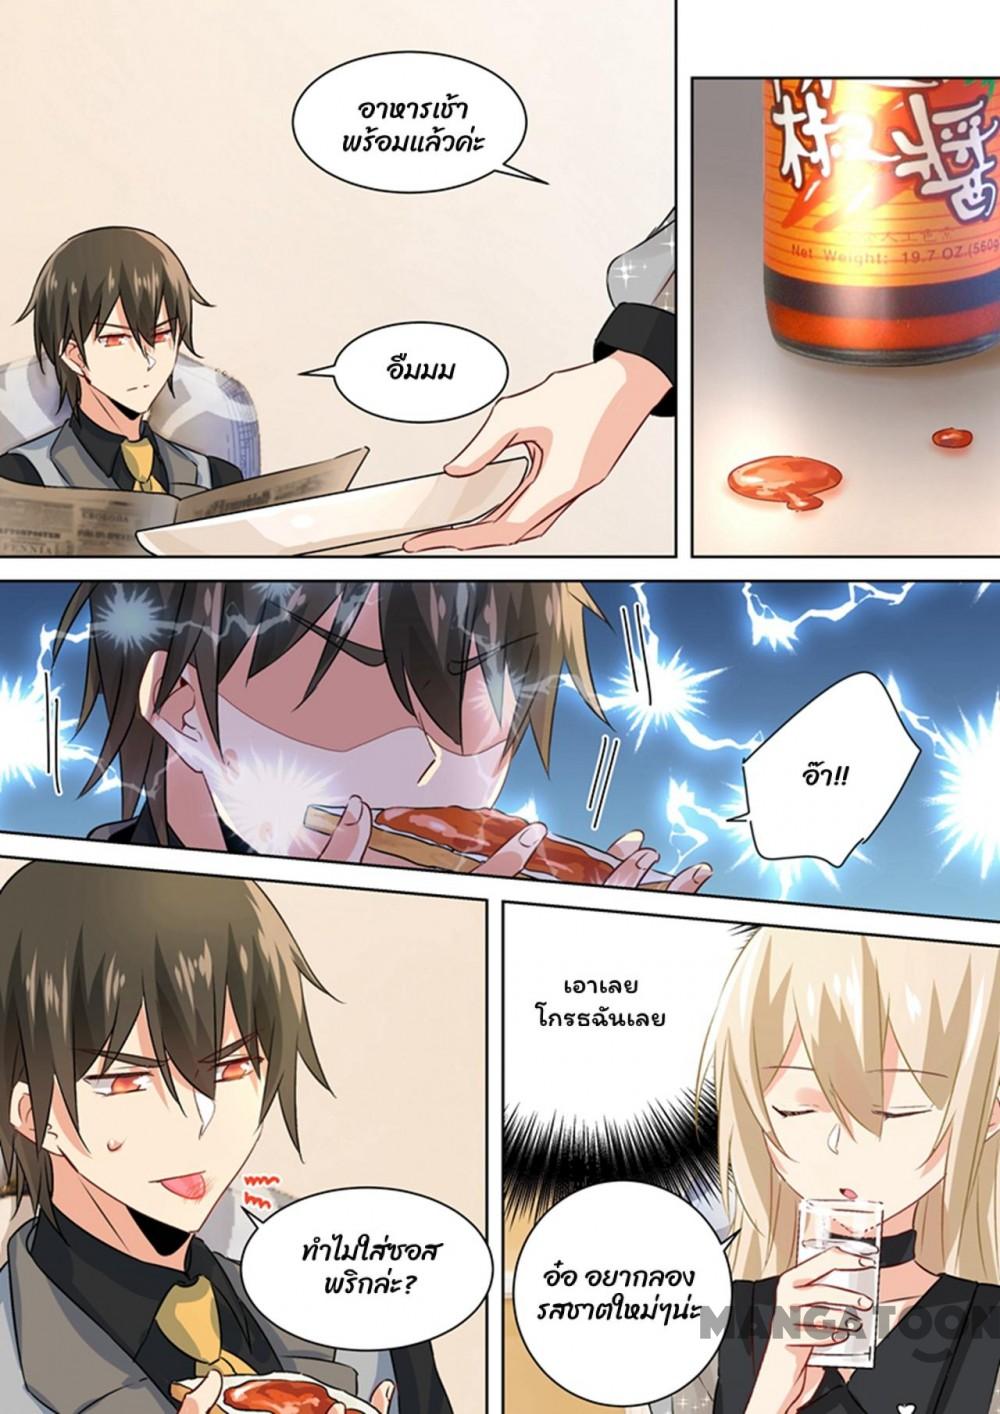 อาหารเช้า
พร้อมแล้วค่ะ
อืมมม
椒醬
Net Weight: 19.7 OZ.(560g
อ๊า!!
เอาเลย
โกรธฉันเลย
ทำไมใส่ซอส
พริกล่ะ?
อ๋อ อยากลอง
รสชาตใหม่ๆน่ะ
MANGATOON